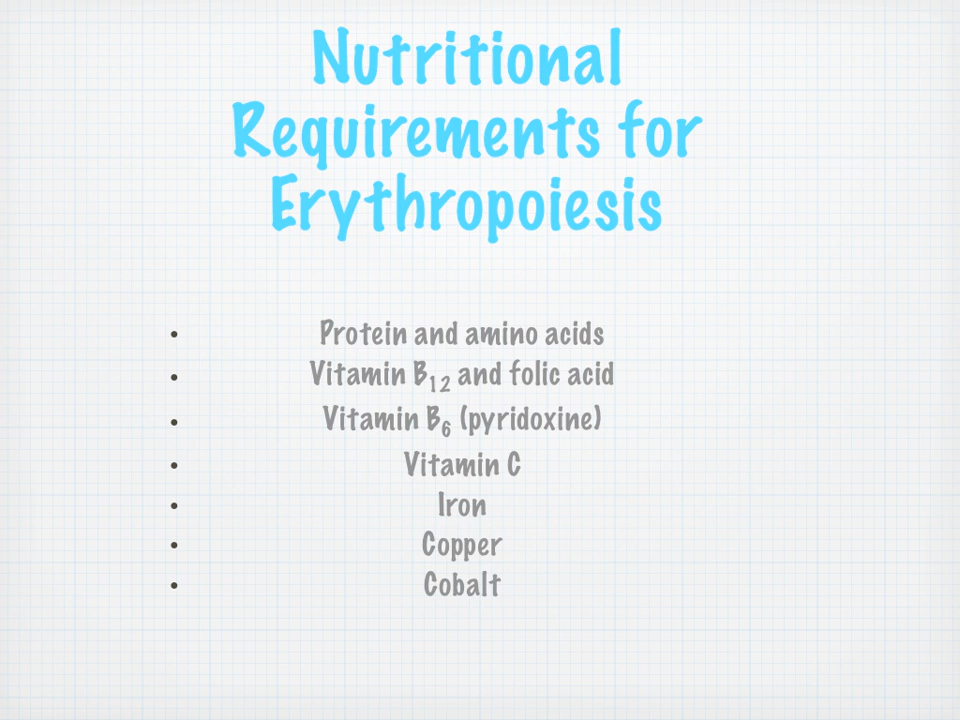 Nutritional
Requirements for
Erythropoiesis
• Protein and amino acids
• Vitamin B₁₂ and folic acid
• Vitamin B₆ (pyridoxine)
• Vitamin C
• Iron
• Copper
• Cobalt